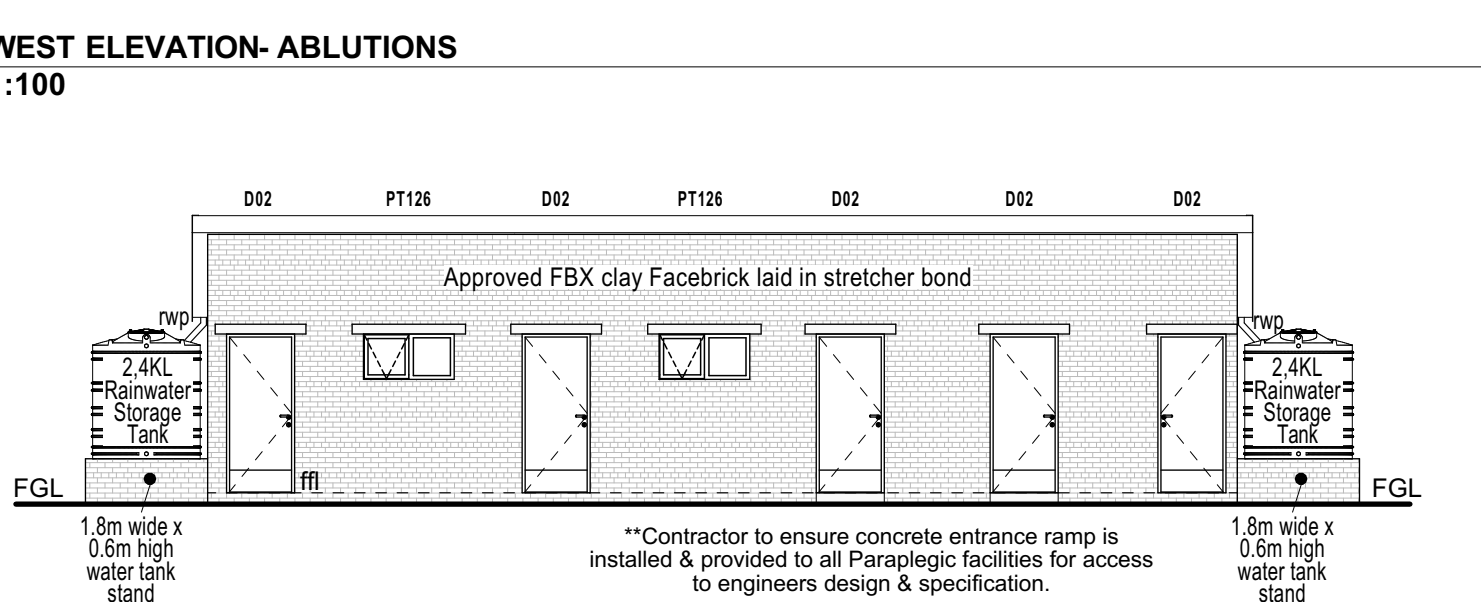 WEST ELEVATION- ABLUTIONS
:100
D02 PT126 D02 PT126 D02 D02 D02
Approved FBX clay Facebrick laid in stretcher bond
rwp
rwp
2,4KL
Rainwater
Storage
Tank
2,4KL
Rainwater
Storage
Tank
ffl
FGL
FGL
1.8m wide x
0.6m high
water tank
stand
**Contractor to ensure concrete entrance ramp is
installed & provided to all Paraplegic facilities for access
to engineers design & specification.
1.8m wide x
0.6m high
water tank
stand